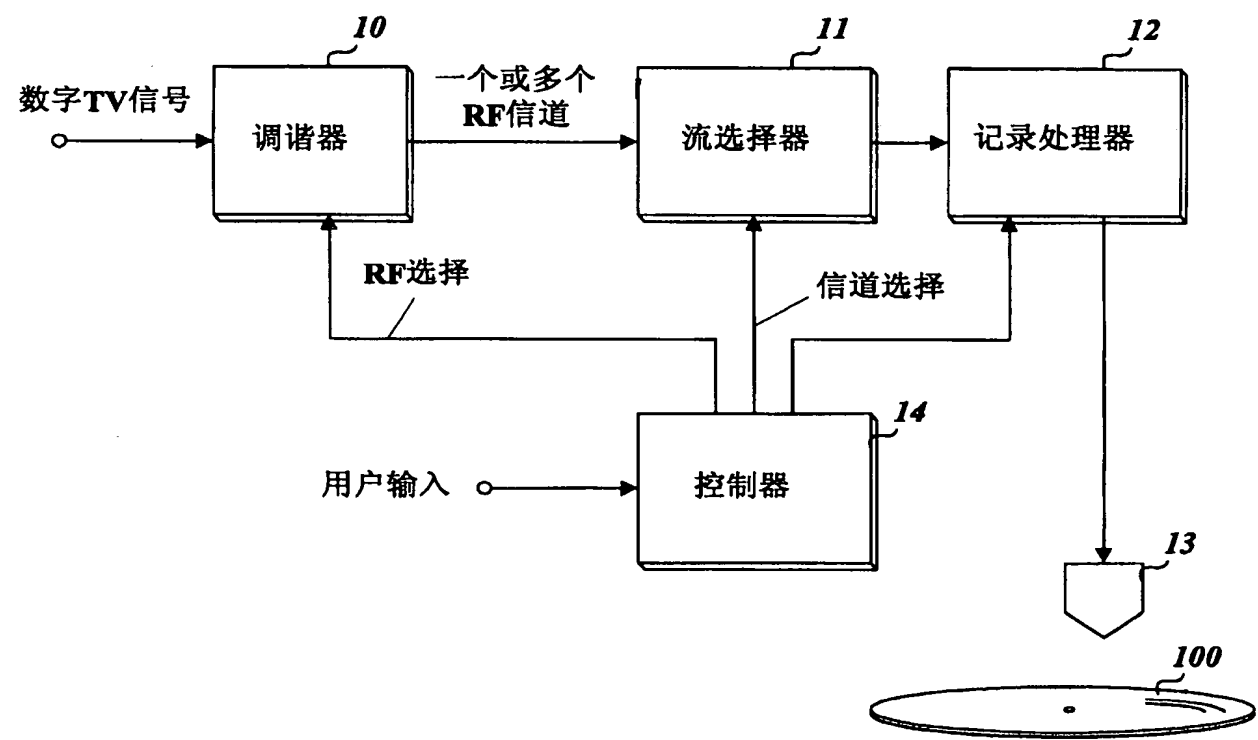 10
11
12
数字TV信号
调谐器
一个或多个
RF信道
流选择器
记录处理器
RF选择
信道选择
14
用户输入
控制器
13
100